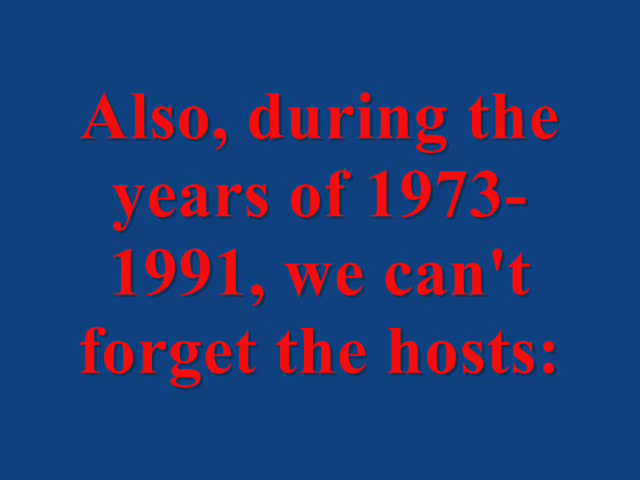 Also, during the
years of 1973-
1991, we can't
forget the hosts: